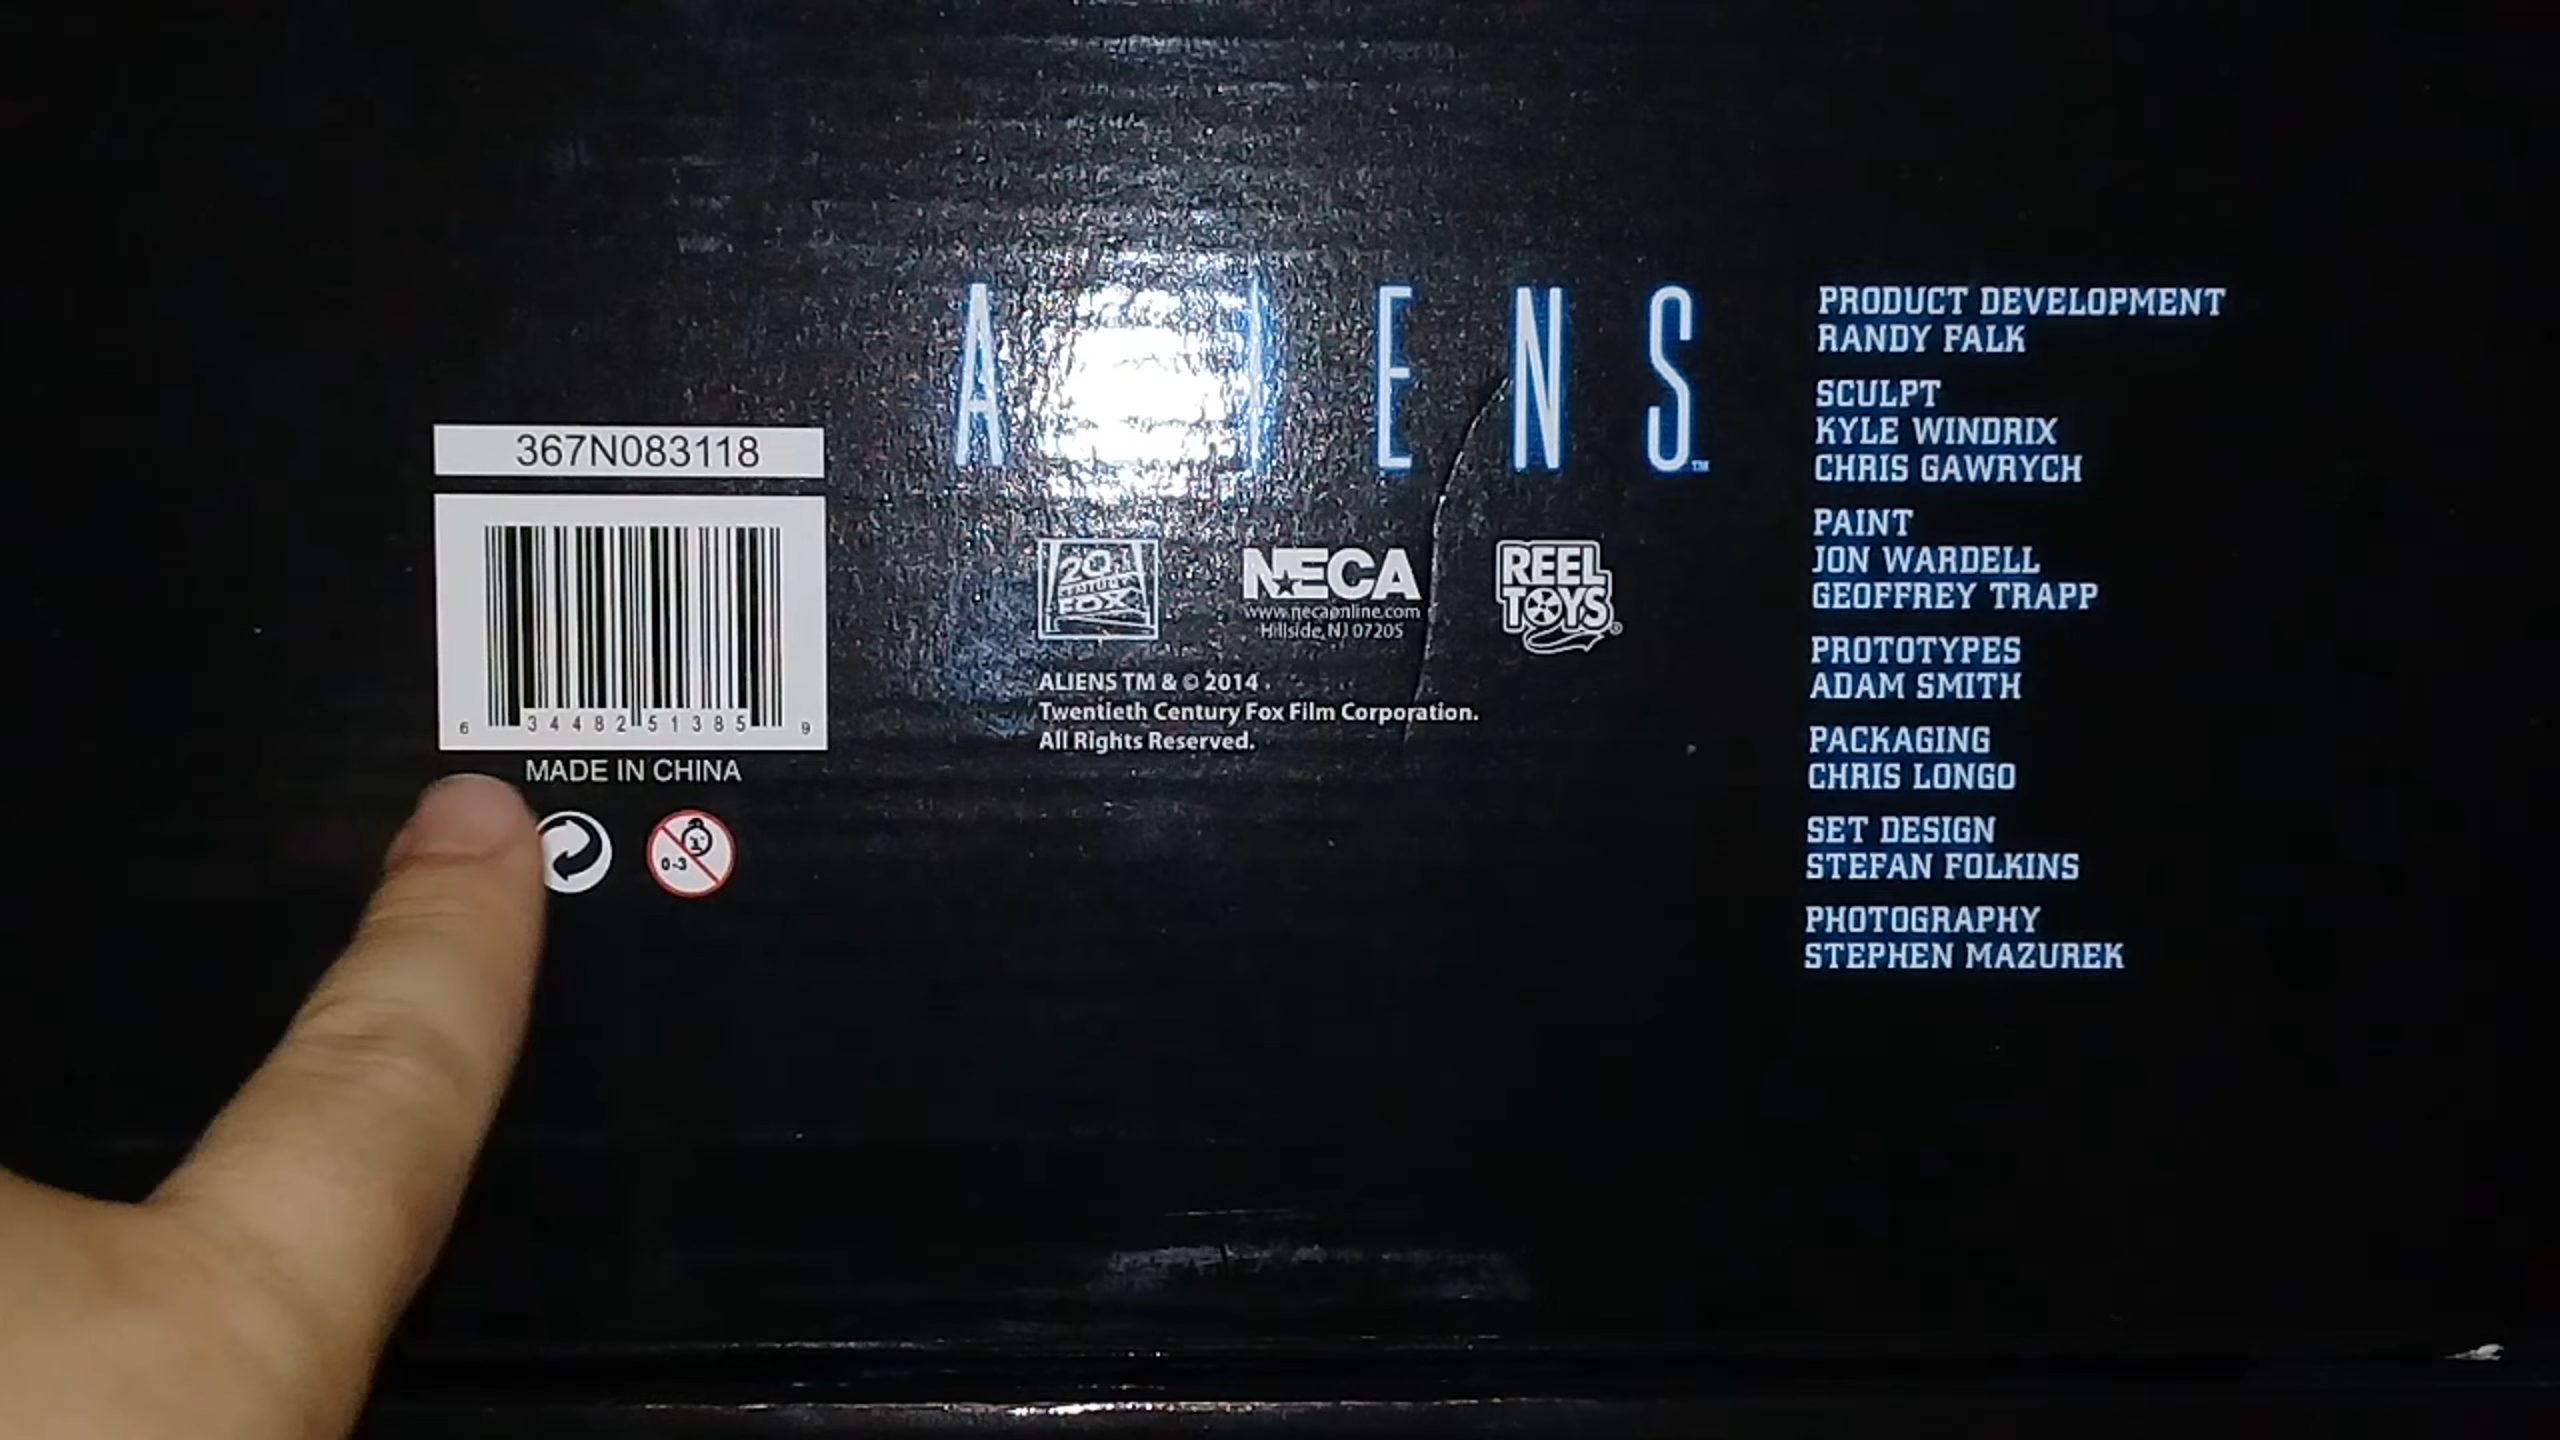 367N083118
6 34482 51385 9
MADE IN CHINA
0-3
A I E N S™
20TH
CENTURY
FOX
NECA
www.necaonline.com
Hillside, NJ 07205
REEL
TOYS®
ALIENS TM & © 2014
Twentieth Century Fox Film Corporation.
All Rights Reserved.
PRODUCT DEVELOPMENT
RANDY FALK
SCULPT
KYLE WINDRIX
CHRIS GAWRYCH
PAINT
JON WARDELL
GEOFFREY TRAPP
PROTOTYPES
ADAM SMITH
PACKAGING
CHRIS LONGO
SET DESIGN
STEFAN FOLKINS
PHOTOGRAPHY
STEPHEN MAZUREK